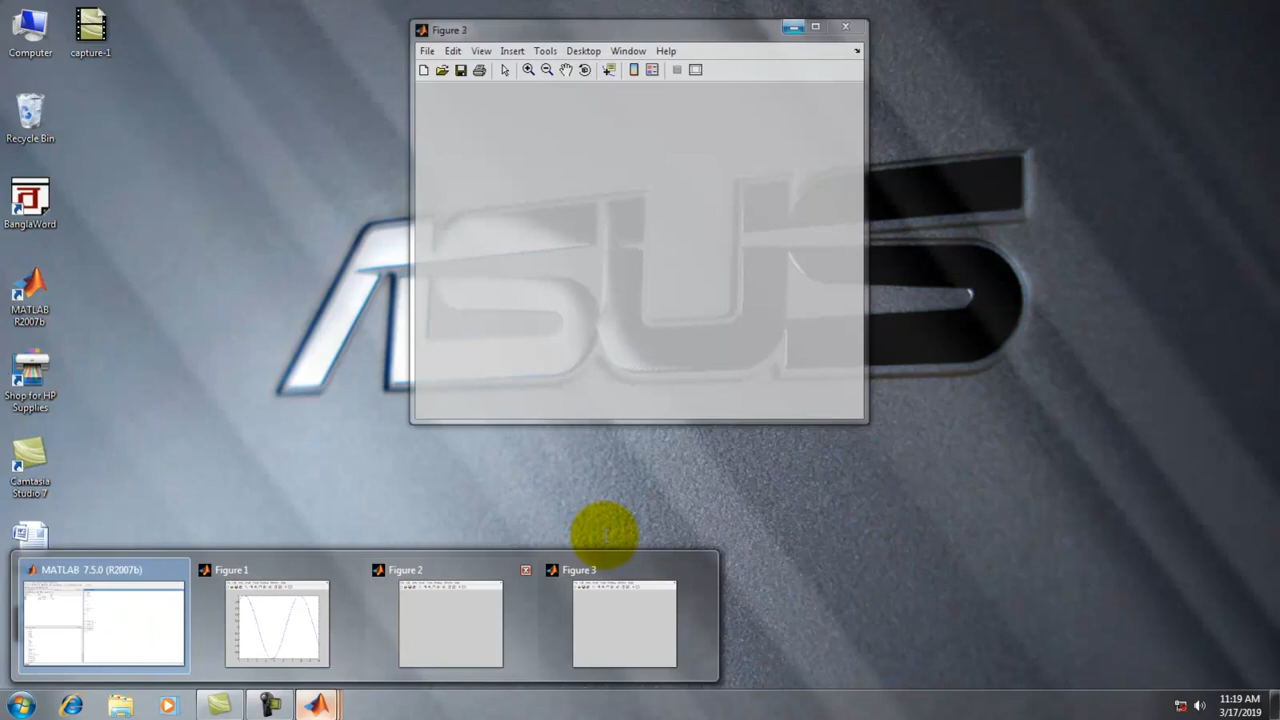 Computer
capture-1
Recycle Bin
BanglaWord
MATLAB
R2007b
Shop for HP
Supplies
Camtasia
Studio 7
Figure 3
File Edit View Insert Tools Desktop Window Help
ASUS
MATLAB 7.5.0 (R2007b)
Figure 1
Figure 2
Figure 3
11:19 AM
3/17/2019